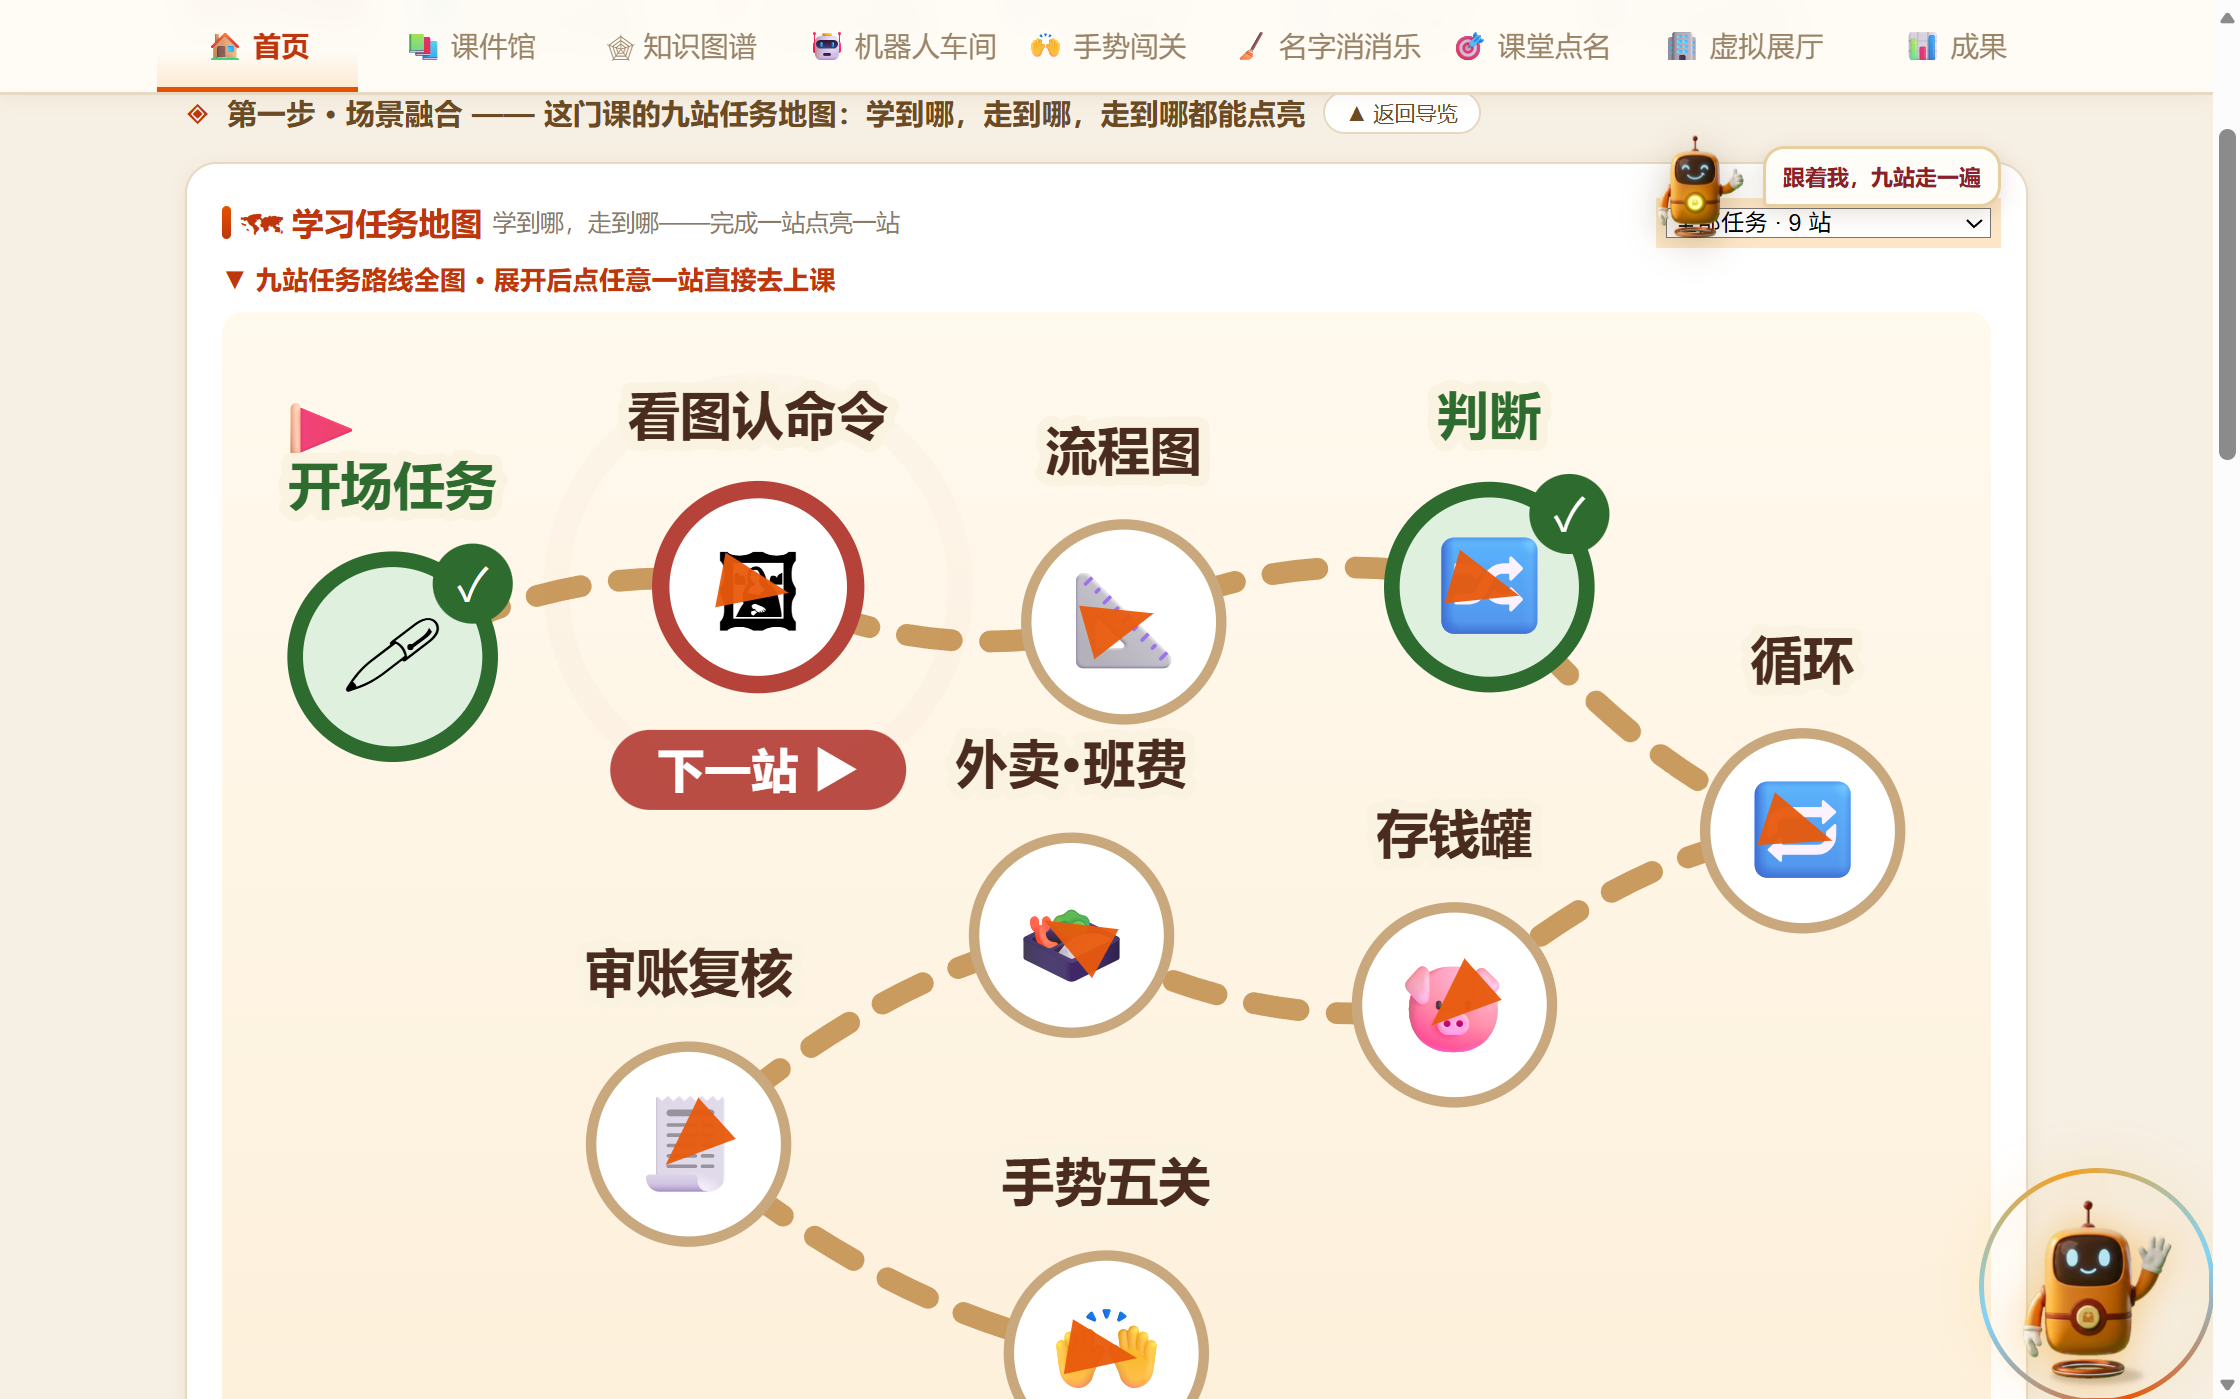 首页
课件馆
知识图谱
机器人车间
手势闯关
名字消消乐
课堂点名
虚拟展厅
成果
第一步 • 场景融合 —— 这门课的九站任务地图：学到哪，走到哪，走到哪都能点亮
▲ 返回导览
跟着我，九站走一遍
学习任务地图 学到哪，走到哪——完成一站点亮一站
任务 · 9 站
▼ 九站任务路线全图 • 展开后点任意一站直接去上课
看图认命令
判断
流程图
开场任务
循环
下一站 ▶
外卖•班费
存钱罐
审账复核
手势五关